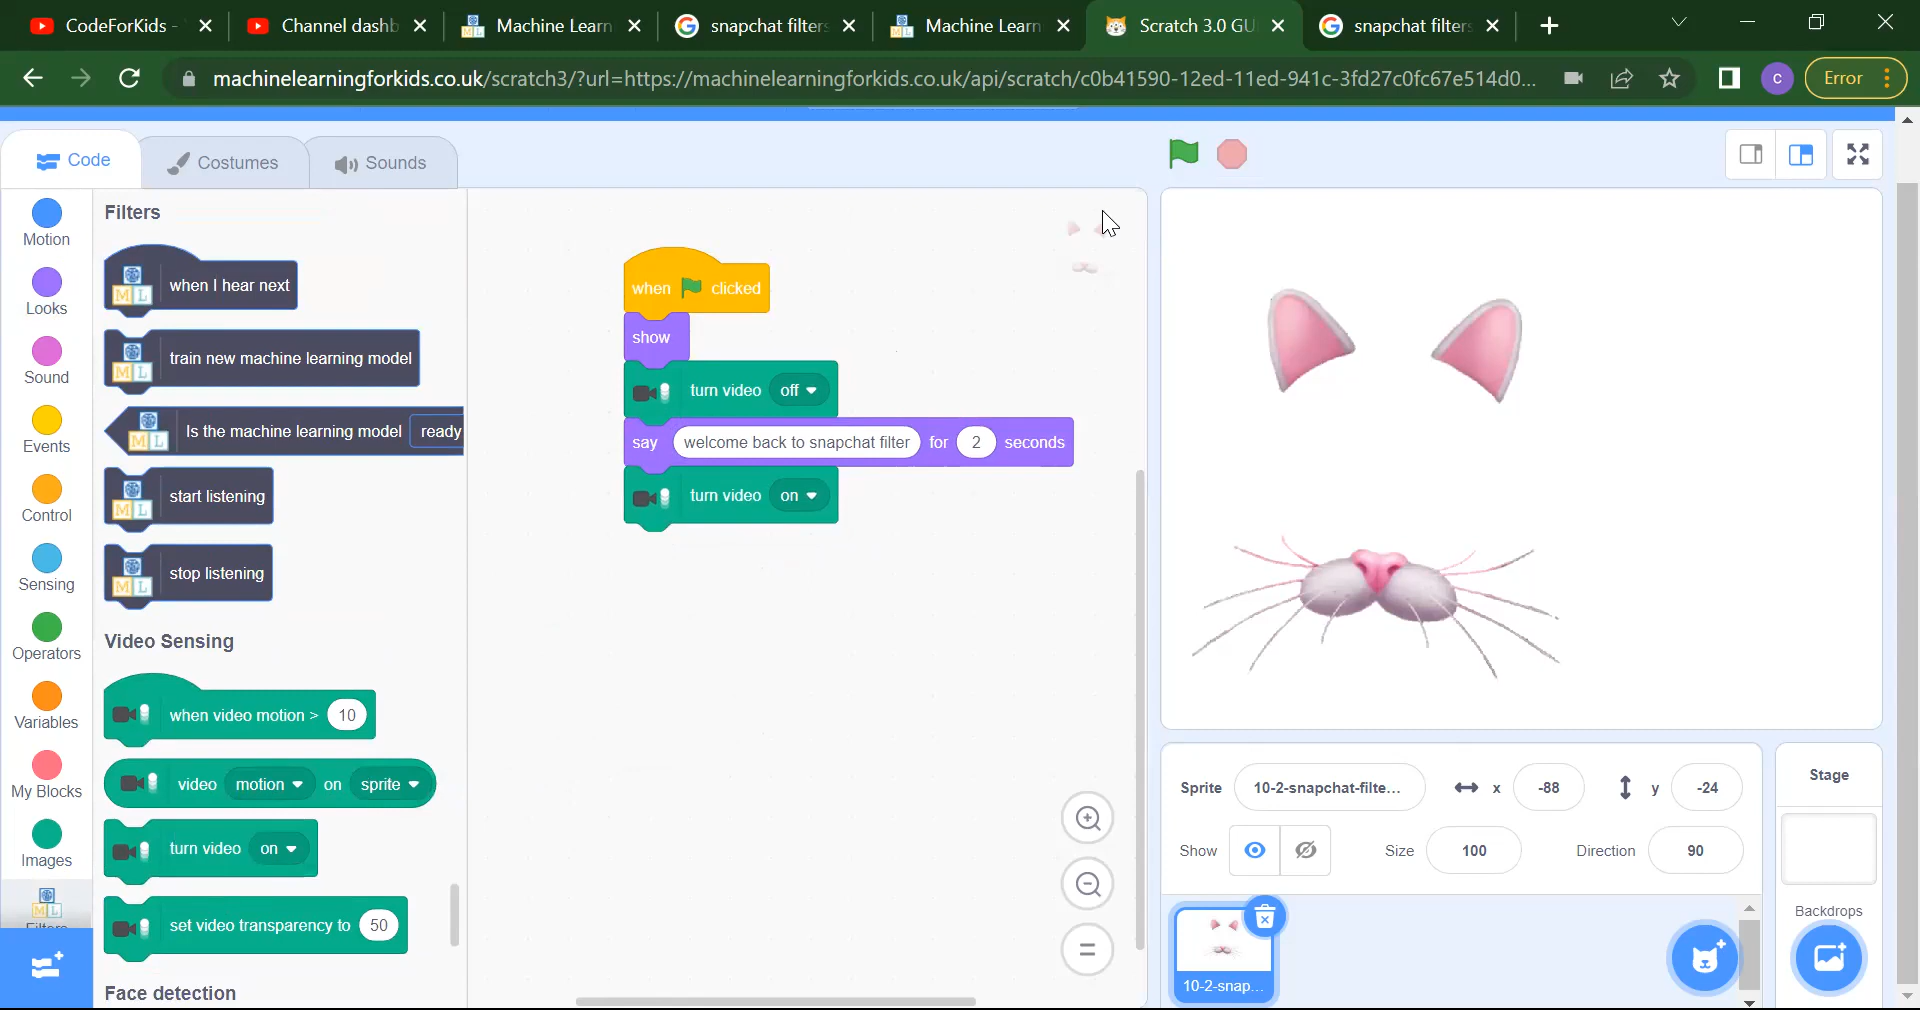 CodeForKids -
Channel dashb
Machine Learn
snapchat filters
Machine Learn
Scratch 3.0 GU
snapchat filters
machinelearningforkids.co.uk/scratch3/?url=https://machinelearningforkids.co.uk/api/scratch/c0b41590-12ed-11ed-941c-3fd27c0fc67e514d0...
c
Error
Code
Costumes
Sounds
Motion
Looks
Sound
Events
Control
Sensing
Operators
Variables
My Blocks
Images
Filters
Filters
when I hear next
train new machine learning model
Is the machine learning model ready
start listening
stop listening
Video Sensing
when video motion > 10
video motion on sprite
turn video on
set video transparency to 50
Face detection
when clicked
show
turn video off
say welcome back to snapchat filter for 2 seconds
turn video on
Sprite 10-2-snapchat-filte... x -88 y -24
Show Size 100 Direction 90
10-2-snap...
Stage
Backdrops